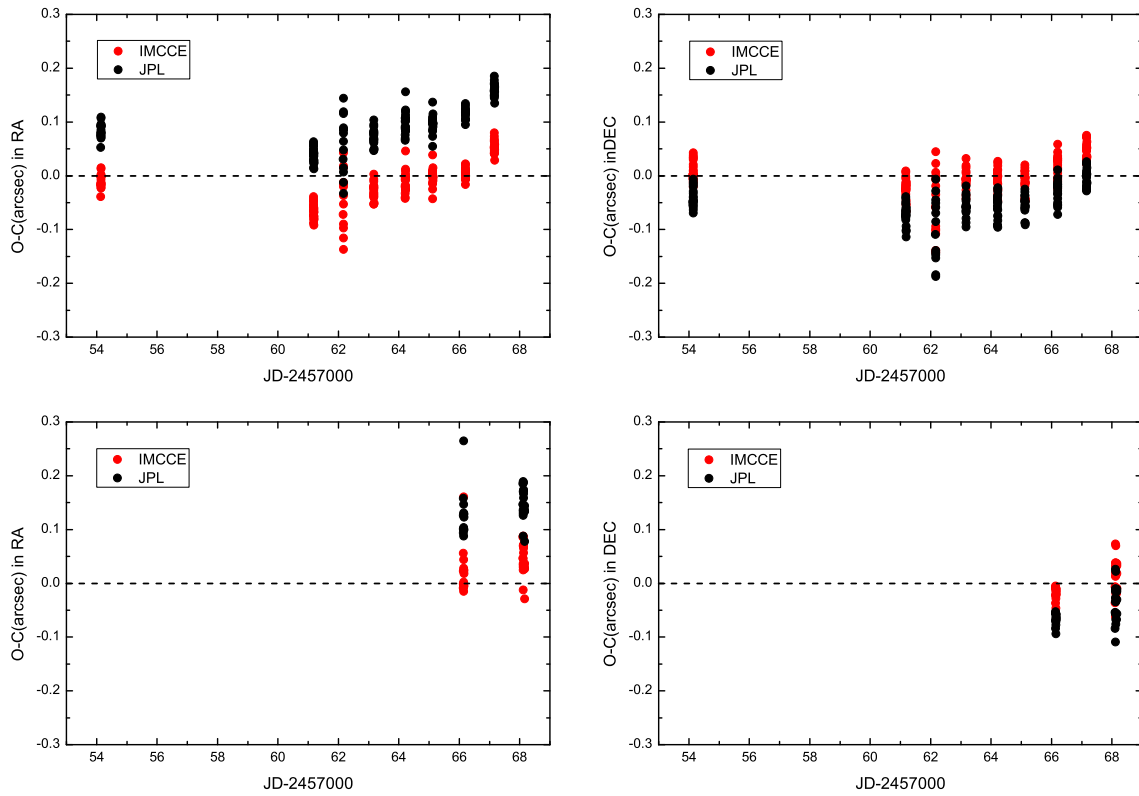 0.3
0.2
0.1
0.0
-0.1
-0.2
-0.3
O-C(arcsec) in RA
IMCCE
JPL
54 56 58 60 62 64 66 68
JD-2457000
0.3
0.2
0.1
0.0
-0.1
-0.2
-0.3
O-C(arcsec) inDEC
IMCCE
JPL
54 56 58 60 62 64 66 68
JD-2457000
0.3
0.2
0.1
0.0
-0.1
-0.2
-0.3
O-C(arcsec) in RA
IMCCE
JPL
54 56 58 60 62 64 66 68
JD-2457000
0.3
0.2
0.1
0.0
-0.1
-0.2
-0.3
O-C(arcsec) in DEC
IMCCE
JPL
54 56 58 60 62 64 66 68
JD-2457000